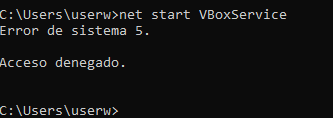 C:\Users\userw>net start VBoxService
Error de sistema 5.
Acceso denegado.
C:\Users\userw>